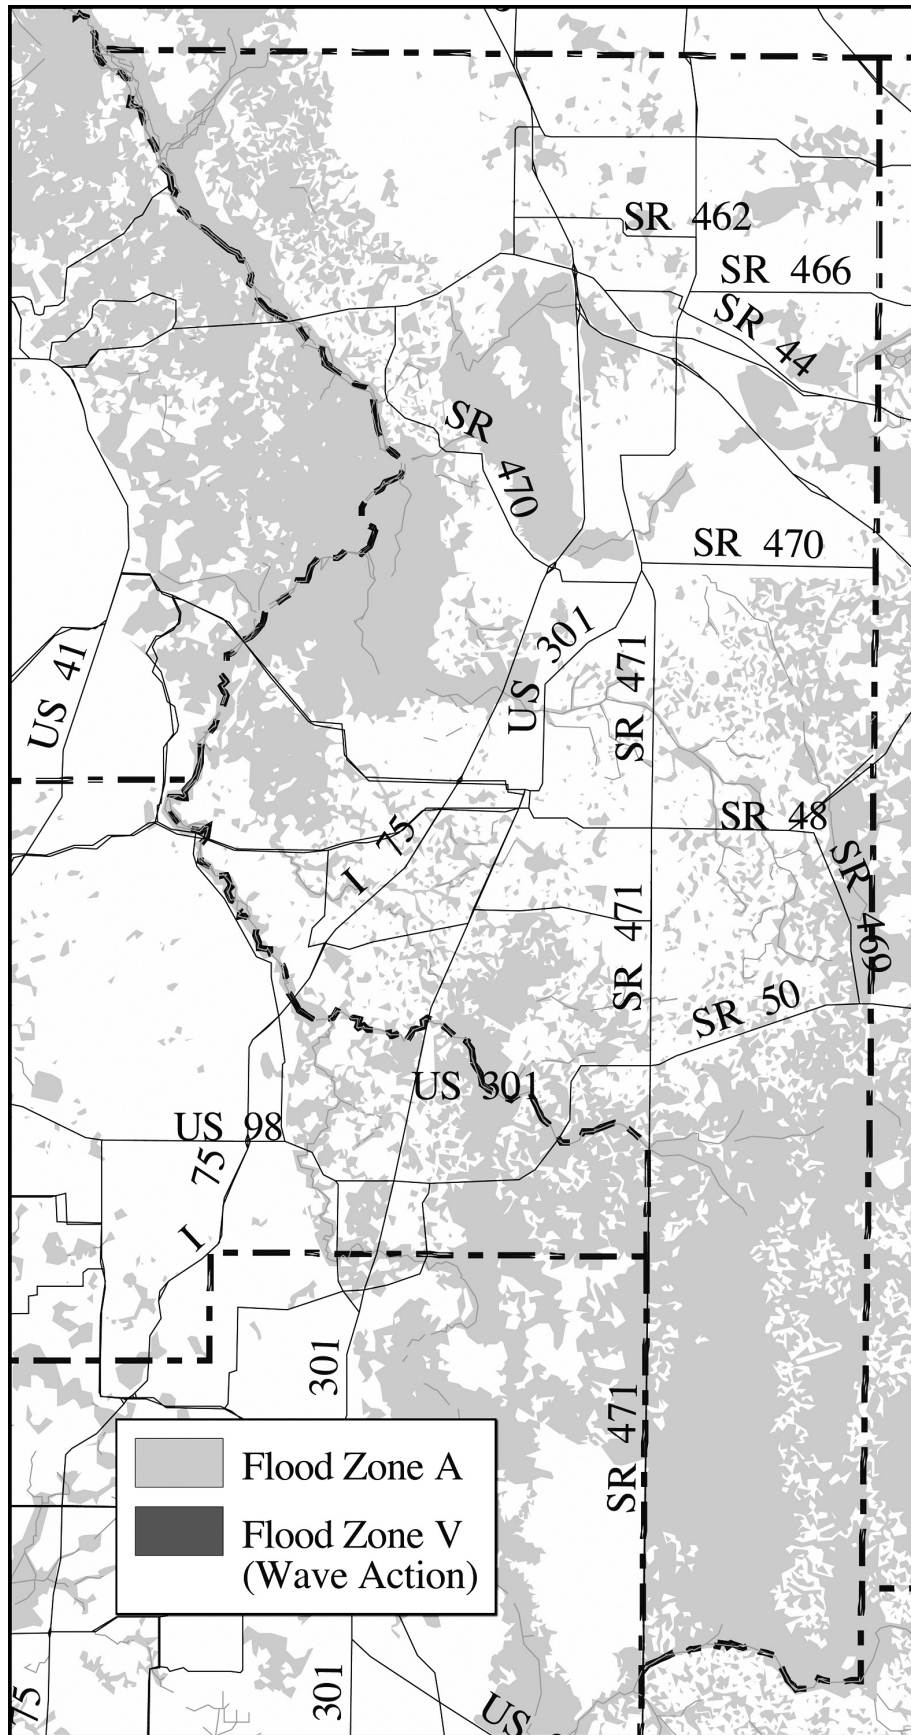 SR 462
SR 466
SR 44
SR 470
SR 470
US 301
SR 471
US 41
SR 48
I 75
SR 469
SR 471
SR 50
US 301
US 98
I 75
301
SR 471
Flood Zone A
Flood Zone V
(Wave Action)
75
301
US